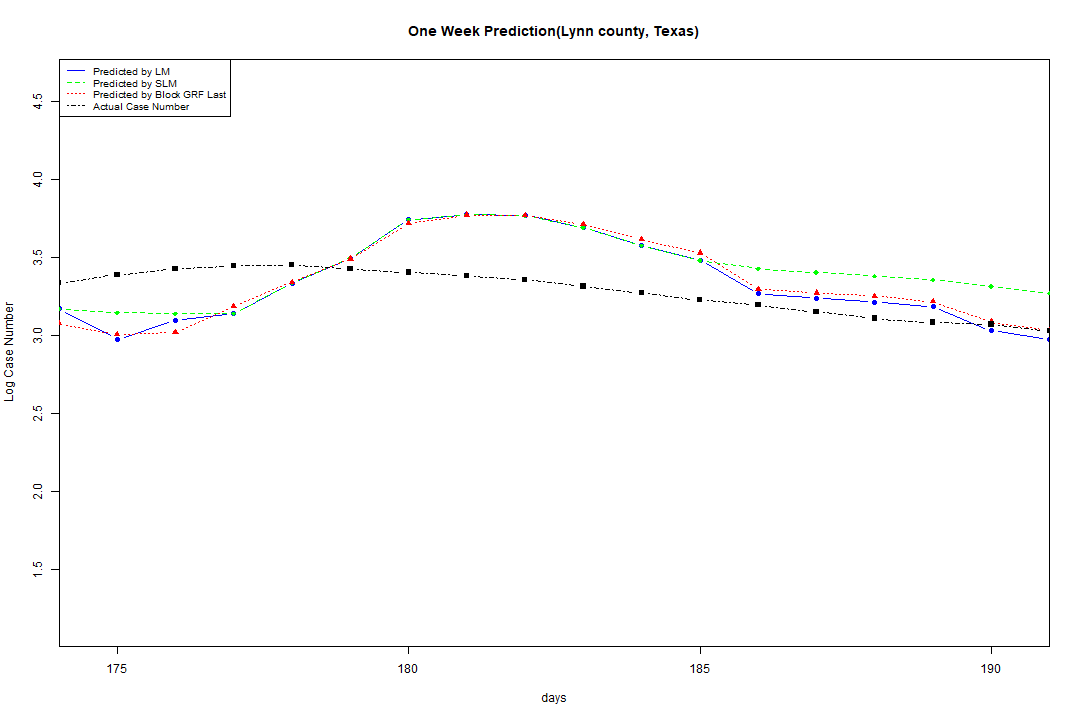 One Week Prediction(Lynn county, Texas)
Predicted by LM
Predicted by SLM
Predicted by Block GRF Last
Actual Case Number
4.5
4.0
3.5
3.0
2.5
2.0
1.5
Log Case Number
175 180 185 190
days